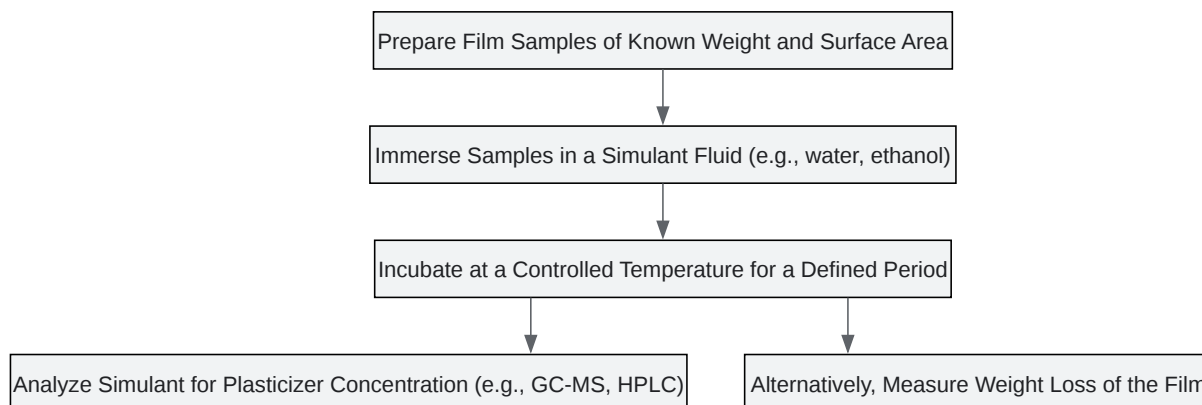 Prepare Film Samples of Known Weight and Surface Area
Immerse Samples in a Simulant Fluid (e.g., water, ethanol)
Incubate at a Controlled Temperature for a Defined Period
Analyze Simulant for Plasticizer Concentration (e.g., GC-MS, HPLC)
Alternatively, Measure Weight Loss of the Film